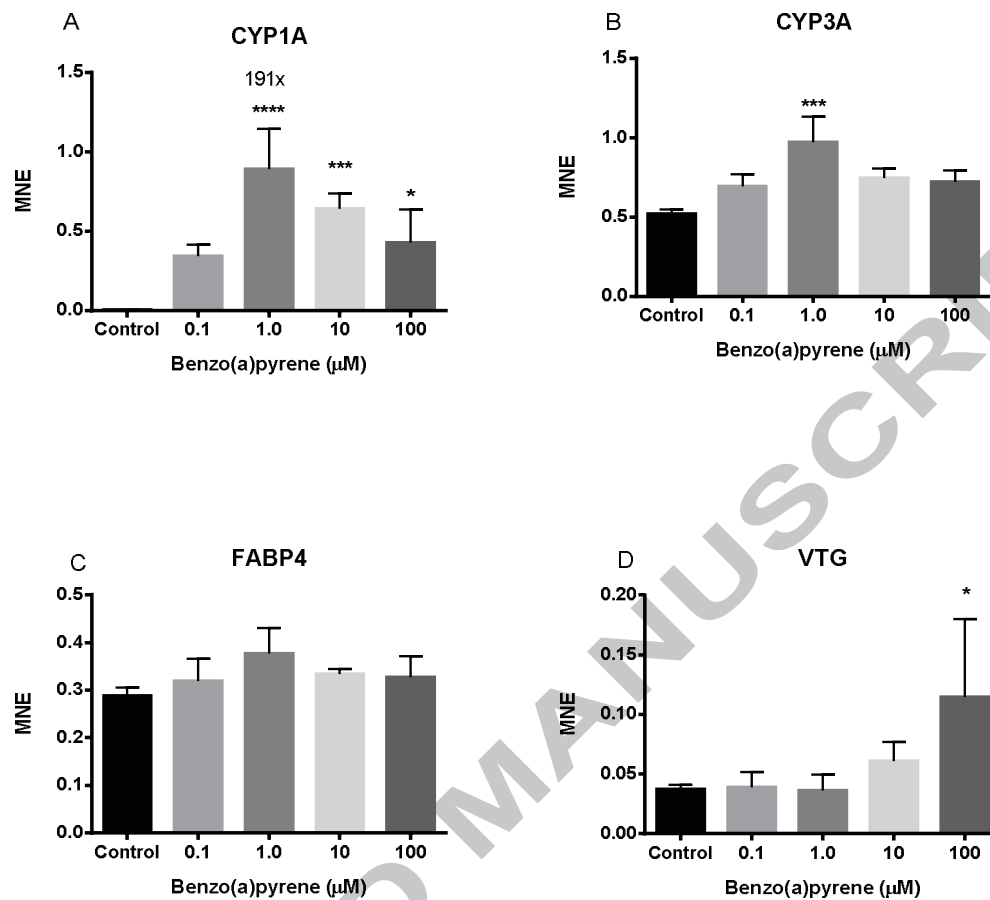 A
CYP1A
1.5
1.0
0.5
0.0
MNE
191x
****
***
*
Control 0.1 1.0 10 100
Benzo(a)pyrene (μM)
B
CYP3A
1.5
1.0
0.5
0.0
MNE
***
Control 0.1 1.0 10 100
Benzo(a)pyrene (μM)
C
FABP4
0.5
0.4
0.3
0.2
0.1
0.0
MNE
Control 0.1 1.0 10 100
Benzo(a)pyrene (μM)
D
VTG
0.20
0.15
0.10
0.05
0.00
MNE
*
Control 0.1 1.0 10 100
Benzo(a)pyrene (μM)